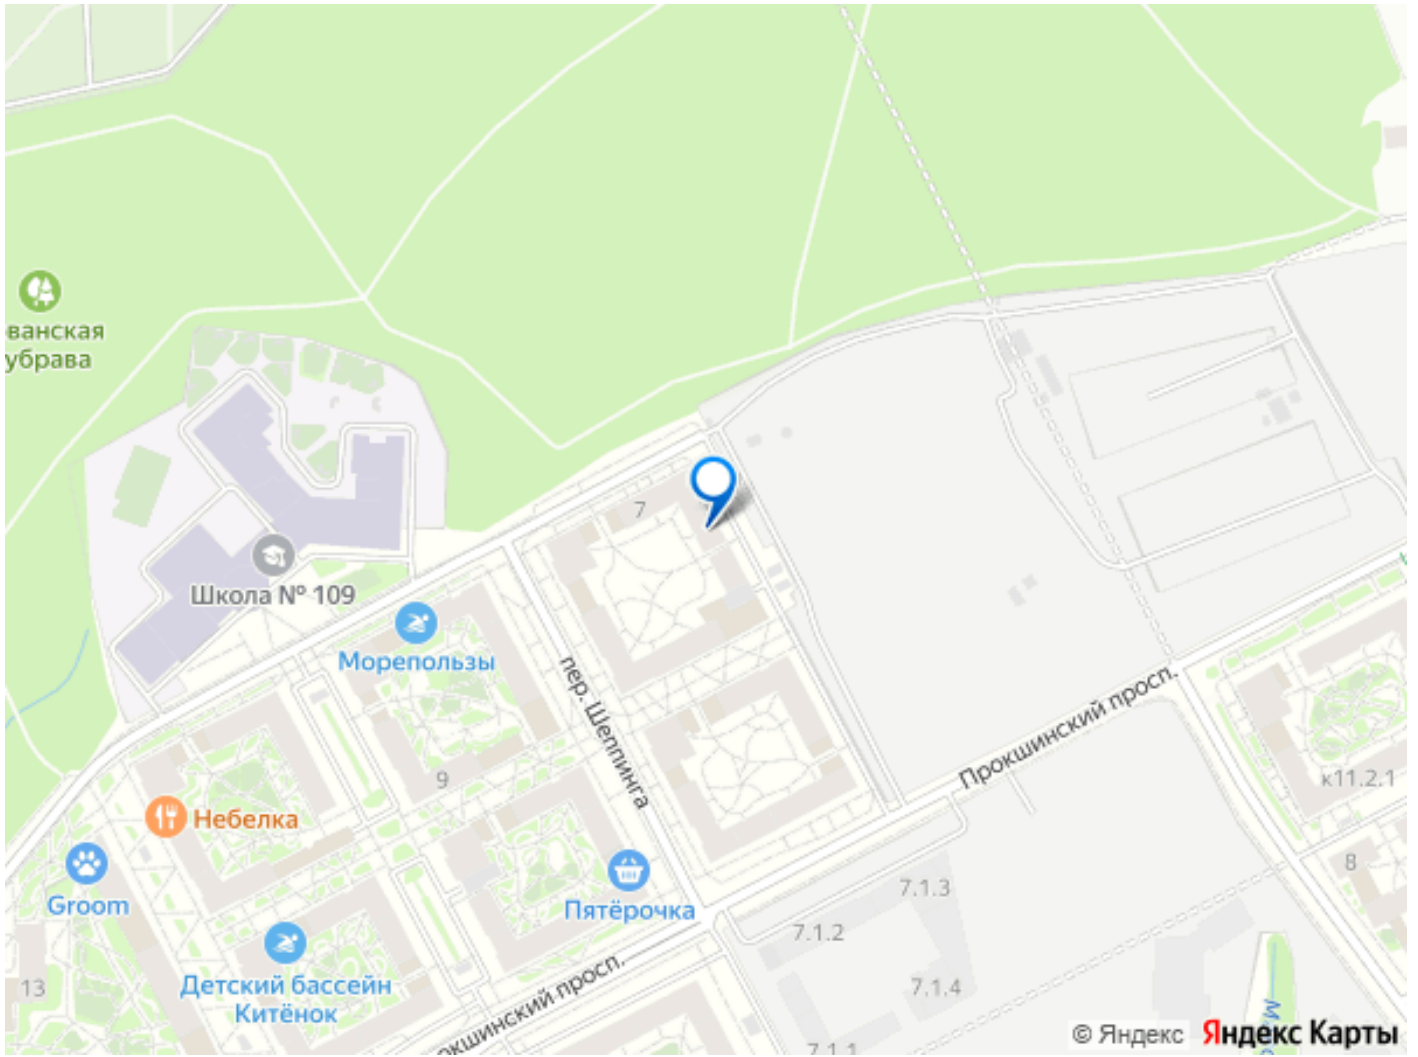 ванская
убрава
7
Школа № 109
Морепользы
пер. Шеппинга
Прокшинский просп.
9
к11.2.1
Небелка
8
Groom
Пятёрочка
7.1.3
7.1.2
Детский бассейн
Китёнок
13
кшинский просп.
7.1.4
7.1.1
© Яндекс
Яндекс Карты